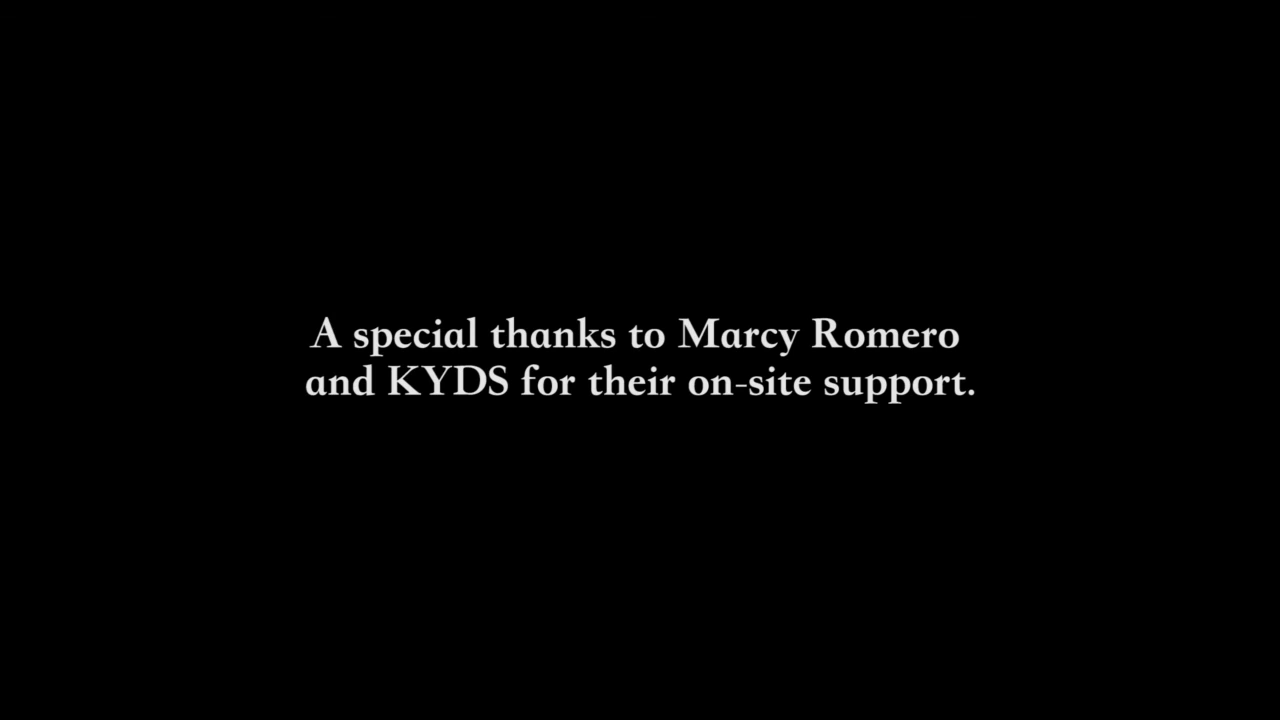 A special thanks to Marcy Romero
and KYDS for their on-site support.